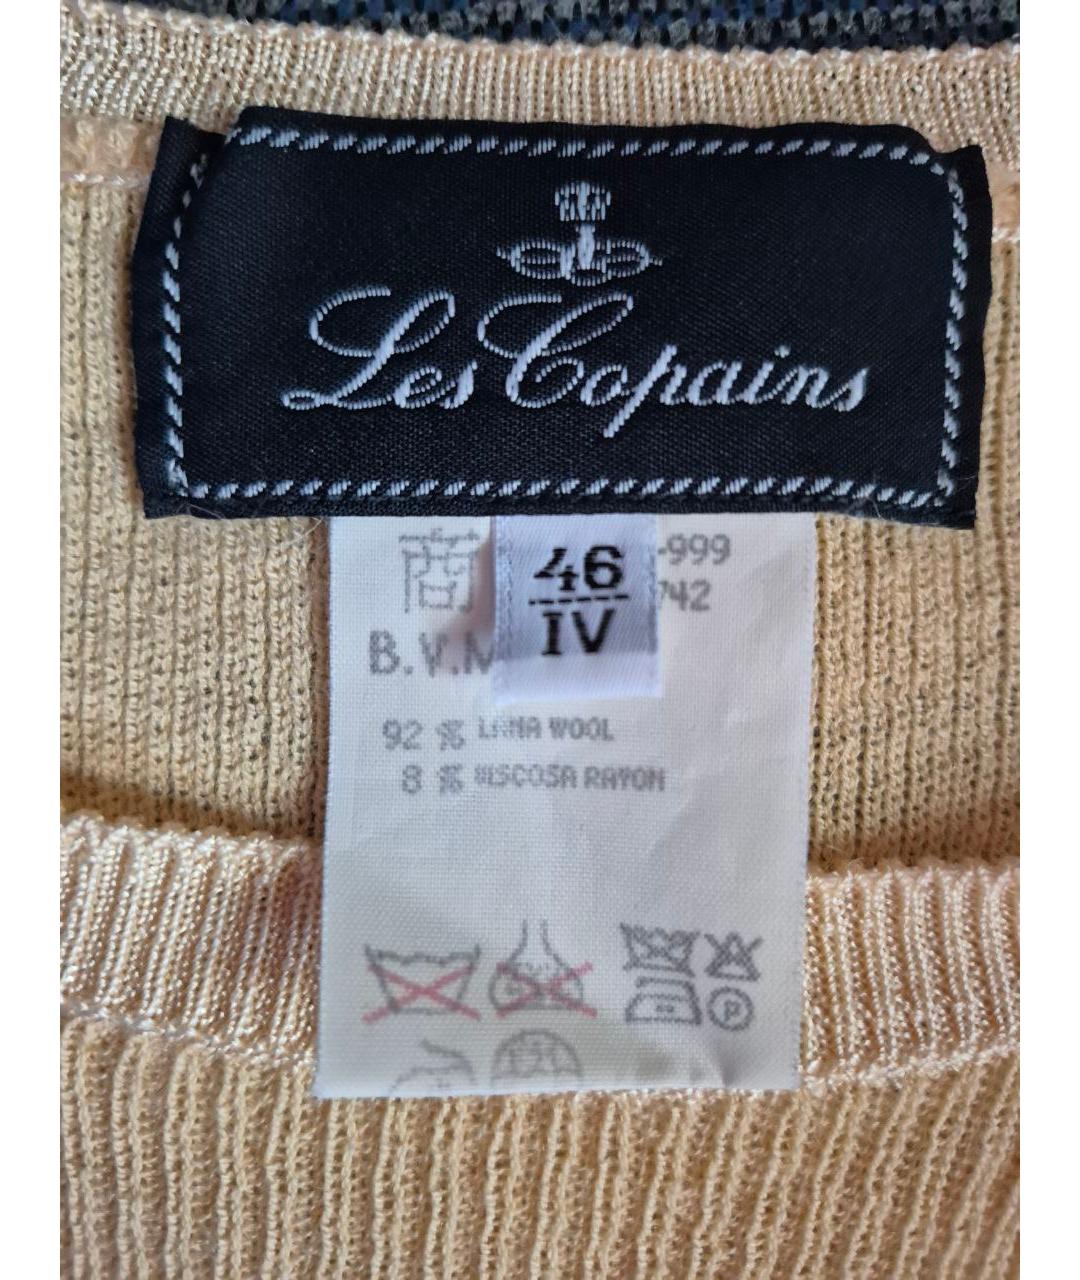 Les Copains
46
IV
-999
742
B.V.M
92 % LANA WOOL
8 % VISCOSA RAYON
P